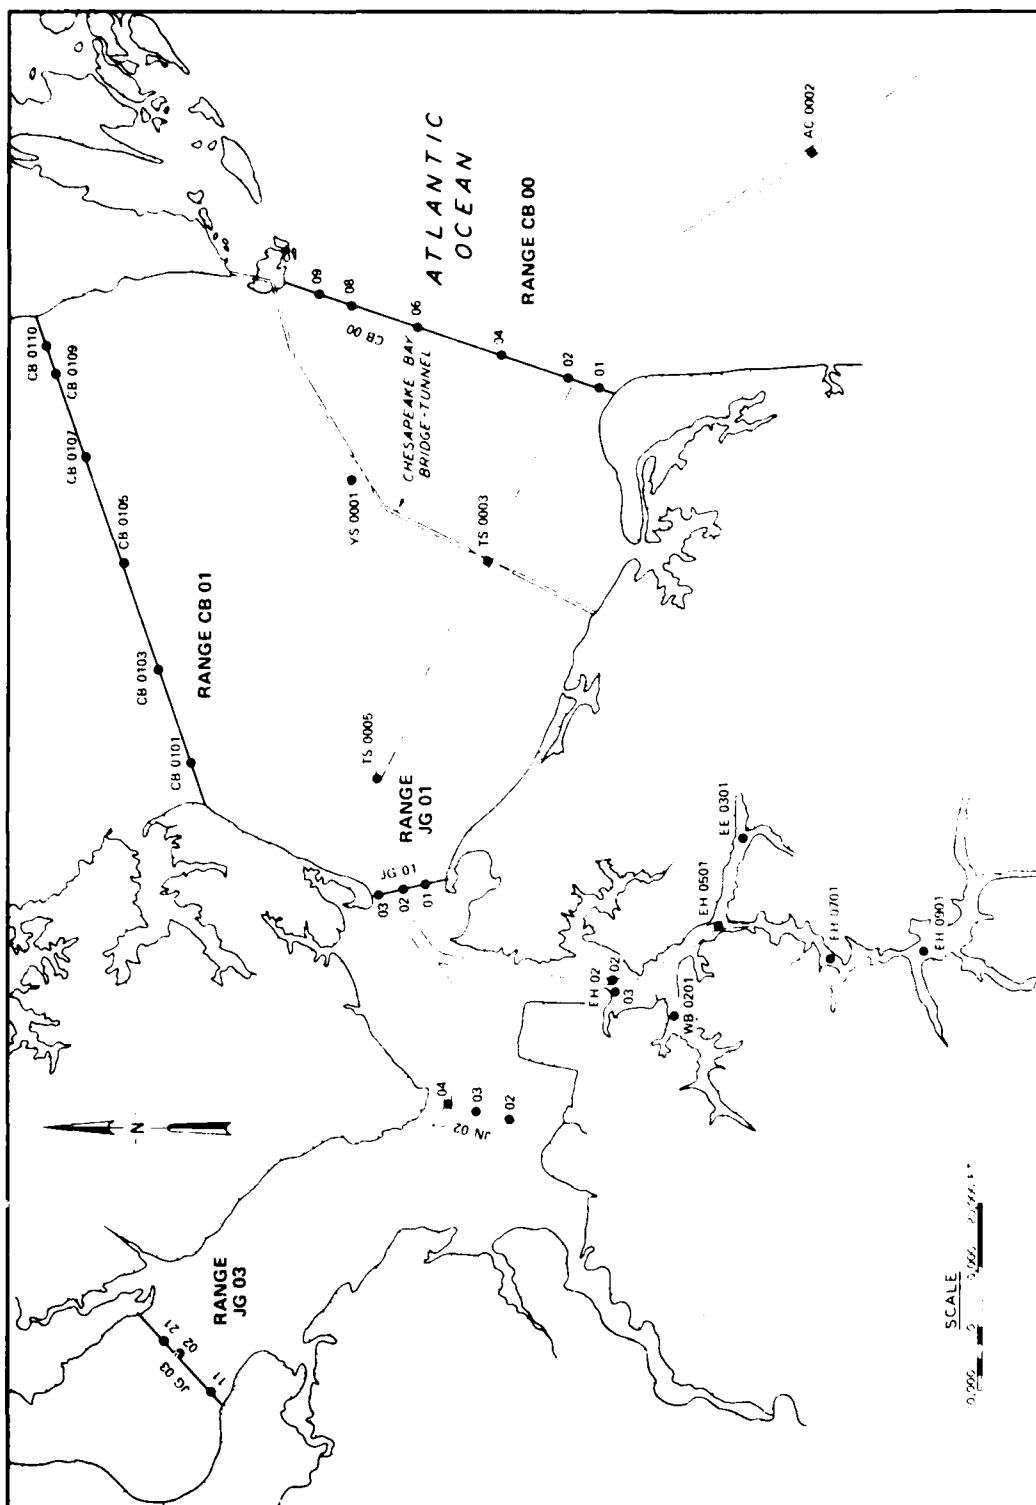 CB 0110
CB 0109
CB 0107
CB 0105
CB 0103
CB 0101
RANGE CB 01
ATLANTIC
OCEAN
RANGE CB 00
AC 0002
09
08
CB 00
06
04
02
01
CHESAPEAKE BAY
BRIDGE-TUNNEL
YS 0001
TS 0003
TS 0005
RANGE
JG 01
JG 01
03
02
01
N
JN 02
04
03
02
EH 02
02
03
WB 0201
EH 0501
EE 0301
EH 0701
EH 0901
RANGE
JG 03
JG 03
21
02
11
SCALE
0